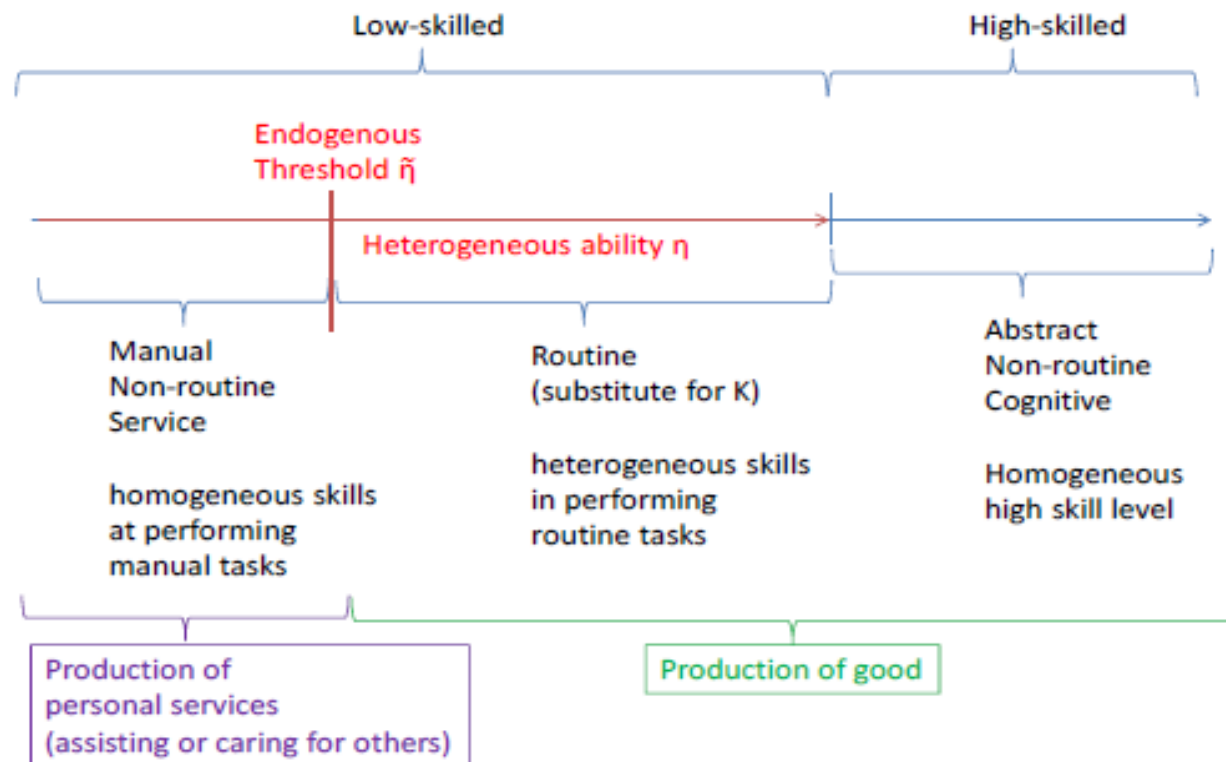 Low-skilled
High-skilled
Endogenous
Threshold η̃
Heterogeneous ability η
Manual
Non-routine
Service
homogeneous skills
at performing
manual tasks
Routine
(substitute for K)
heterogeneous skills
in performing
routine tasks
Abstract
Non-routine
Cognitive
Homogeneous
high skill level
Production of
personal services
(assisting or caring for others)
Production of good